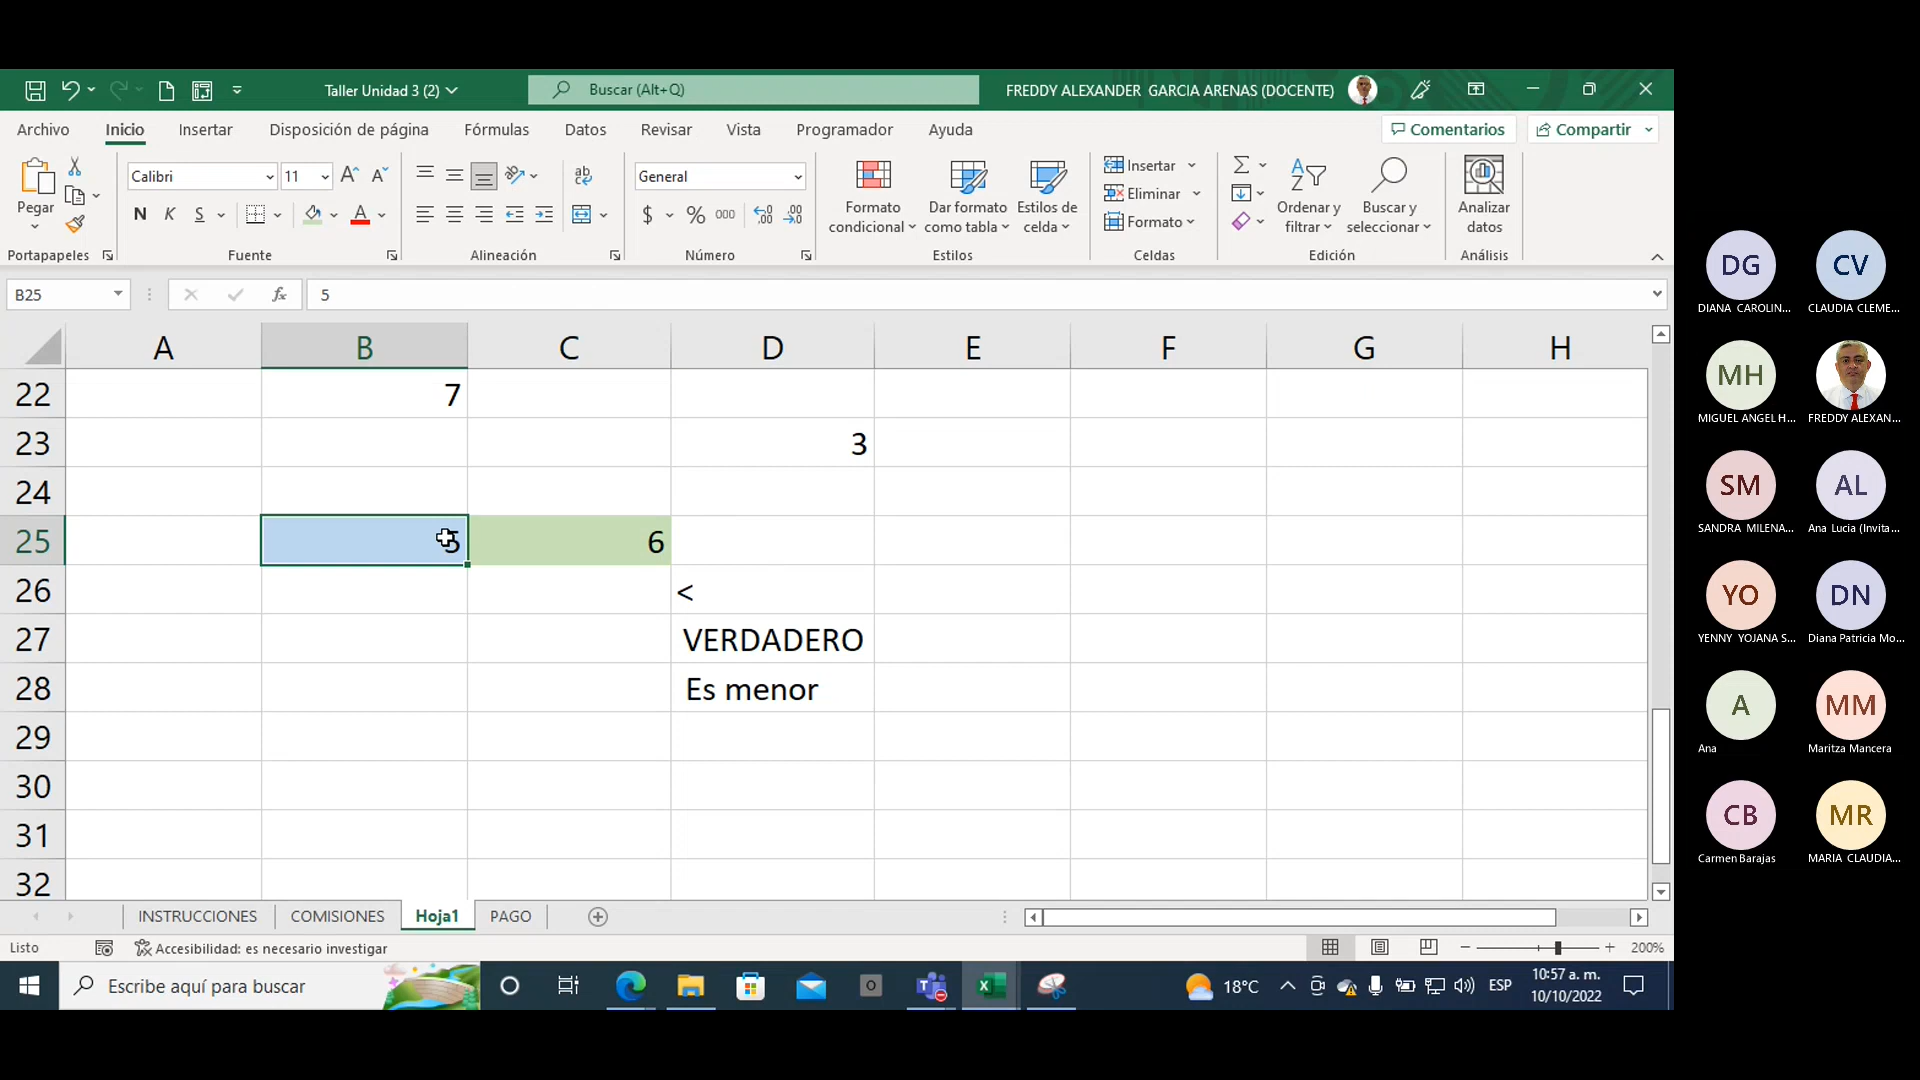 Taller Unidad 3 (2)
Buscar (Alt+Q)
FREDDY ALEXANDER GARCIA ARENAS (DOCENTE)
Archivo
Inicio
Insertar
Disposición de página
Fórmulas
Datos
Revisar
Vista
Programador
Ayuda
Comentarios
Compartir
Pegar
Portapapeles
Calibri
11
N K S
Fuente
Alineación
General
$ % 000
Número
Formato
condicional
Dar formato
como tabla
Estilos de
celda
Estilos
Insertar
Eliminar
Formato
Celdas
Ordenar y
filtrar
Buscar y
seleccionar
Edición
Analizar
datos
Análisis
B25
fx
5
A B C D E F G H
22 7
23 3
24
25 5 6
26 <
27 VERDADERO
28 Es menor
29
30
31
32
INSTRUCCIONES
COMISIONES
Hoja1
PAGO
Listo
Accesibilidad: es necesario investigar
200%
Escribe aquí para buscar
18°C
ESP
10:57 a. m.
10/10/2022
DG
DIANA CAROLIN...
CV
CLAUDIA CLEME...
MH
MIGUEL ANGEL H...
FREDDY ALEXAN...
SM
SANDRA MILENA...
AL
Ana Lucia (Invita...
YO
YENNY YOJANA S...
DN
Diana Patricia Mo...
A
Ana
MM
Maritza Mancera
CB
Carmen Barajas
MR
MARIA CLAUDIA...